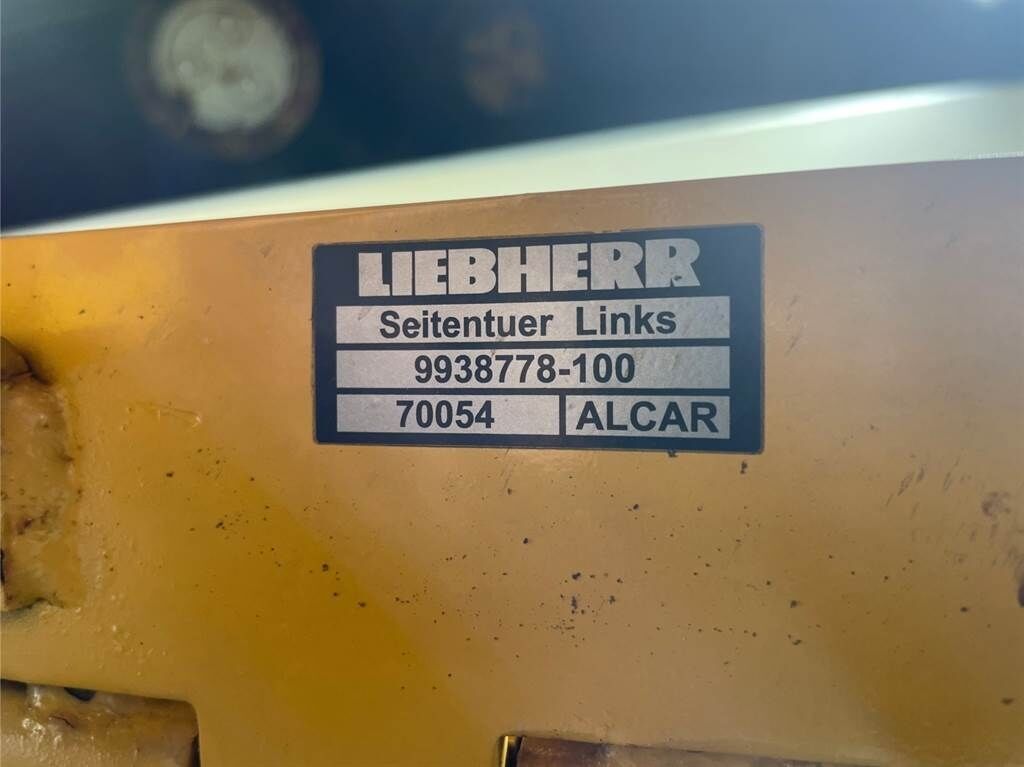 LIEBHERR
Seitentuer Links
9938778-100
70054 ALCAR